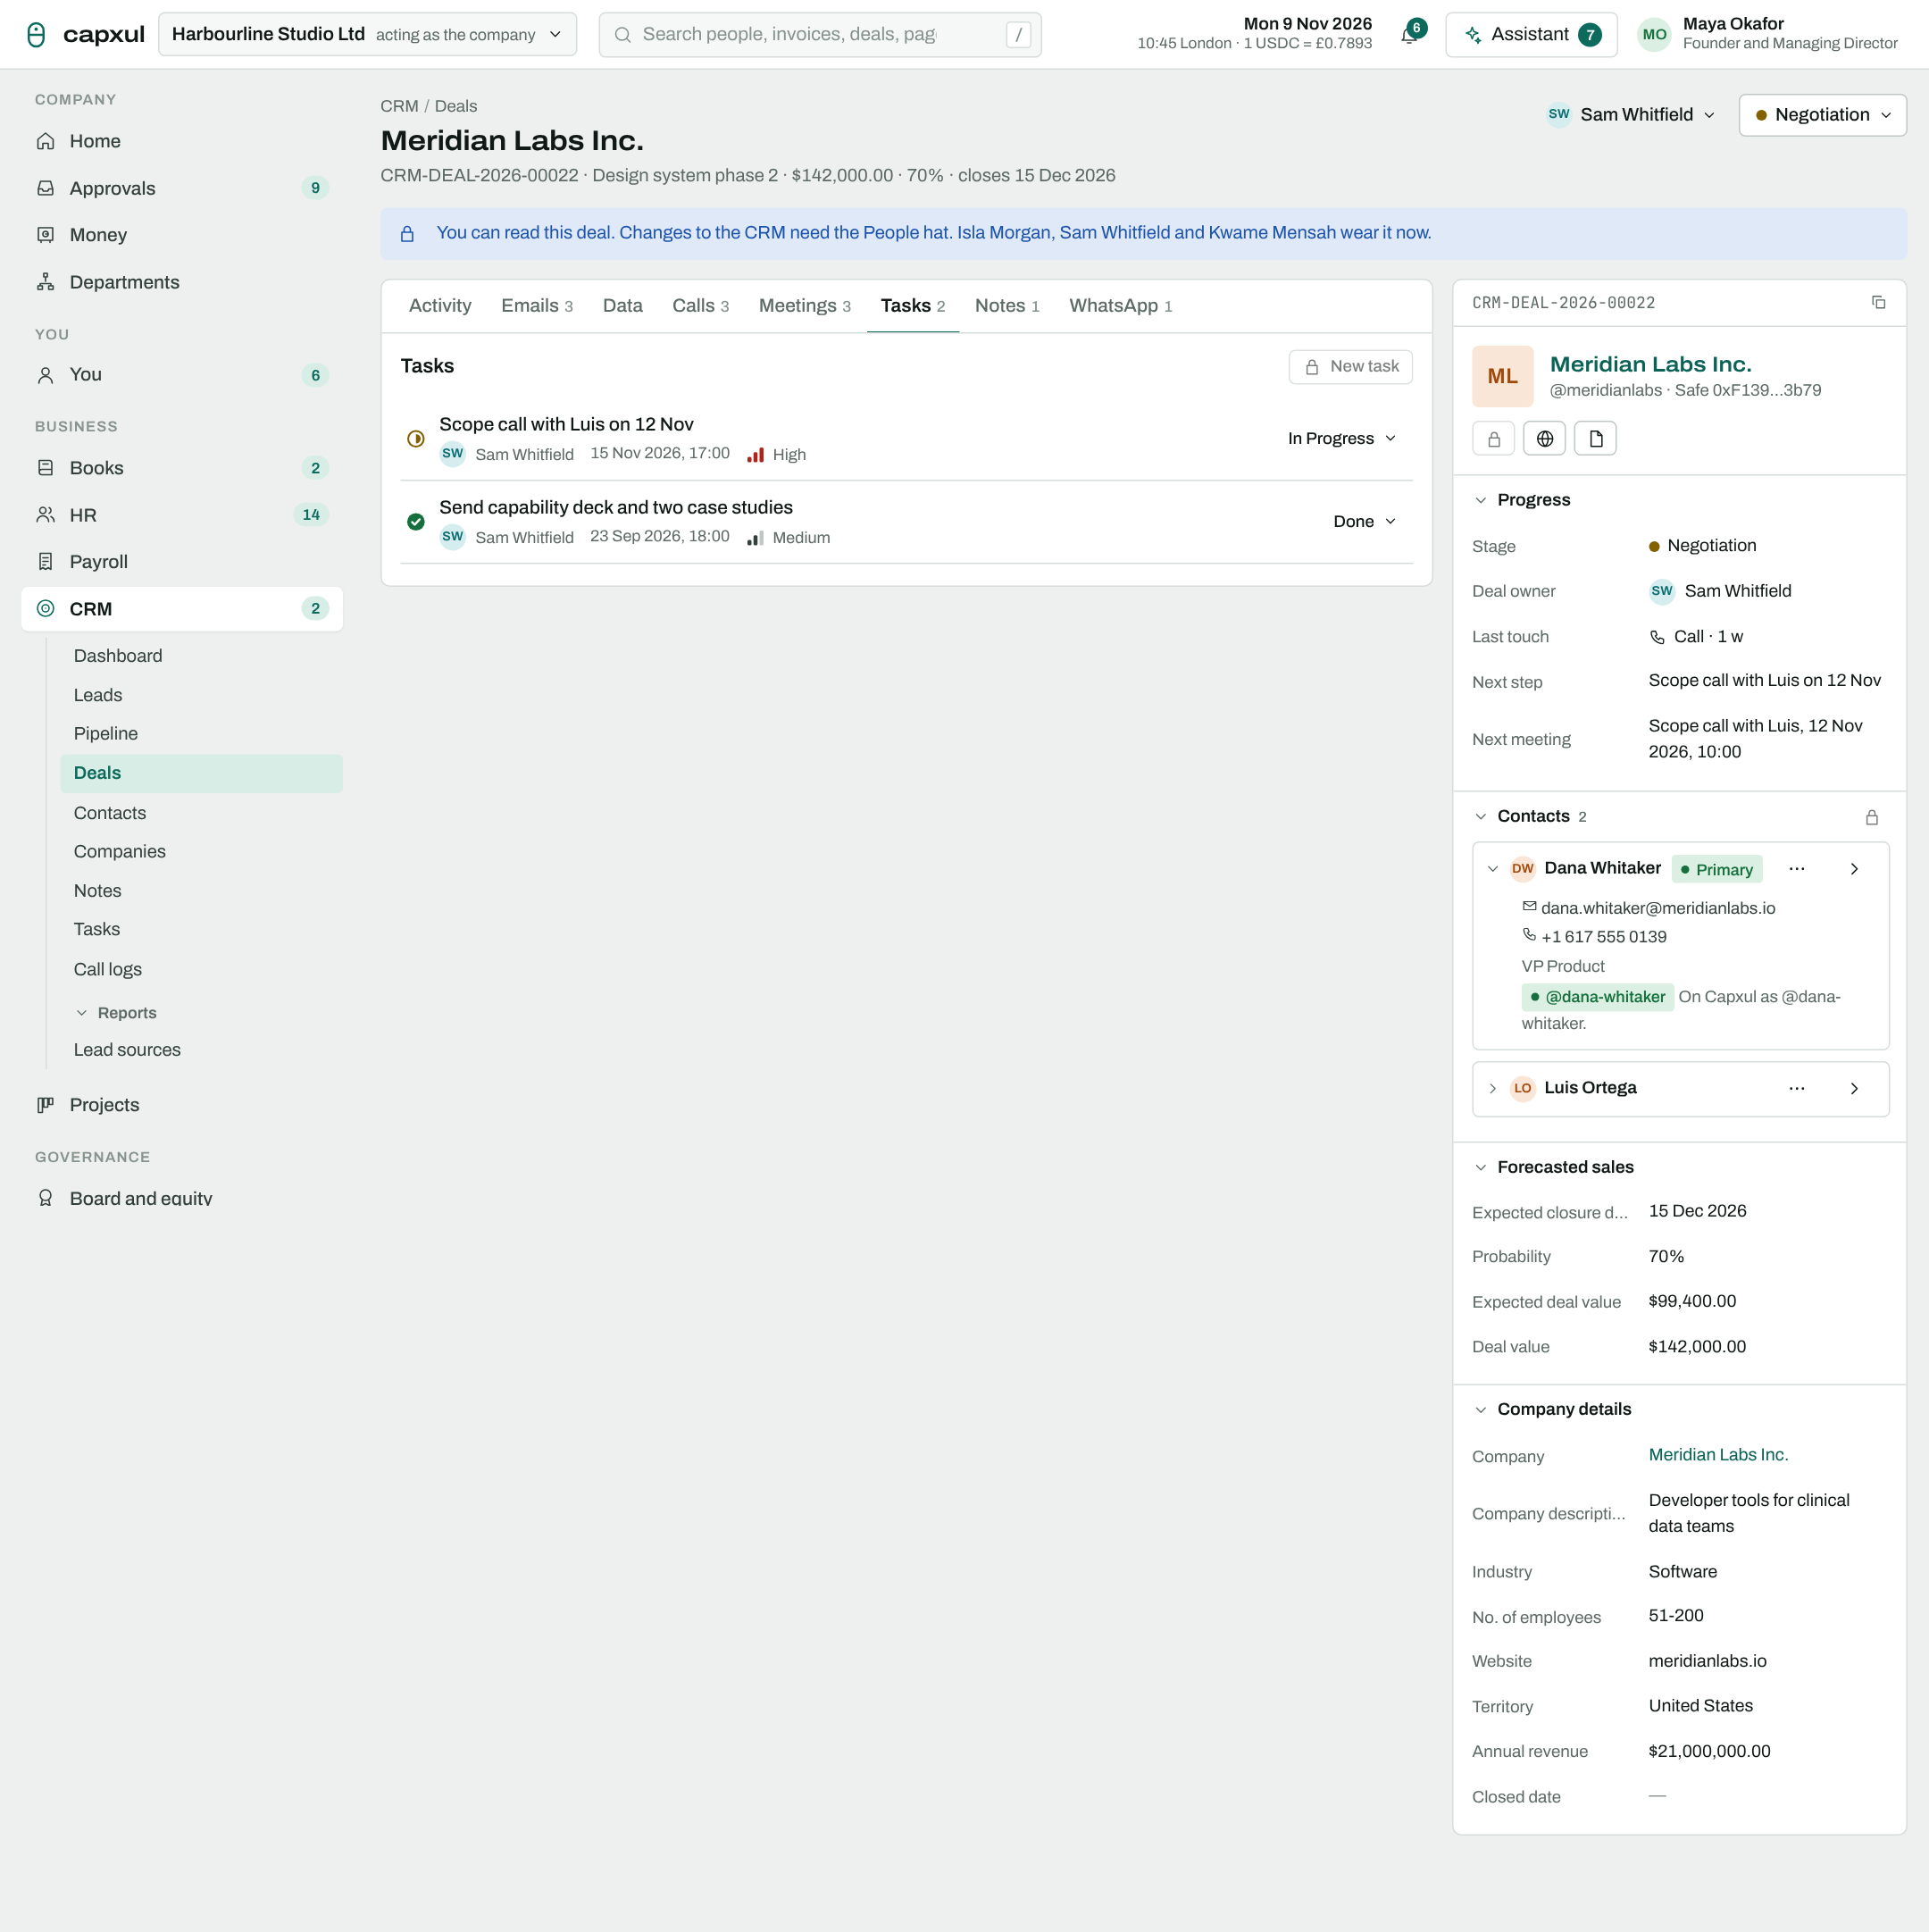 capxul
Harbourline Studio Ltd acting as the company
Search people, invoices, deals, pag
/
Mon 9 Nov 2026
10:45 London · 1 USDC = £0.7893
6
Assistant 7
MO
Maya Okafor
Founder and Managing Director
COMPANY
Home
Approvals 9
Money
Departments
YOU
You 6
BUSINESS
Books 2
HR 14
Payroll
CRM 2
Dashboard
Leads
Pipeline
Deals
Contacts
Companies
Notes
Tasks
Call logs
Reports
Lead sources
Projects
GOVERNANCE
Board and equity
CRM / Deals
Meridian Labs Inc.
CRM-DEAL-2026-00022 · Design system phase 2 · $142,000.00 · 70% · closes 15 Dec 2026
SW Sam Whitfield
Negotiation
You can read this deal. Changes to the CRM need the People hat. Isla Morgan, Sam Whitfield and Kwame Mensah wear it now.
Activity Emails 3 Data Calls 3 Meetings 3 Tasks 2 Notes 1 WhatsApp 1
Tasks
New task
Scope call with Luis on 12 Nov
SW Sam Whitfield 15 Nov 2026, 17:00 High
In Progress
Send capability deck and two case studies
SW Sam Whitfield 23 Sep 2026, 18:00 Medium
Done
CRM-DEAL-2026-00022
ML
Meridian Labs Inc.
@meridianlabs · Safe 0xF139…3b79
Progress
Stage Negotiation
Deal owner SW Sam Whitfield
Last touch Call · 1 w
Next step Scope call with Luis on 12 Nov
Next meeting Scope call with Luis, 12 Nov
2026, 10:00
Contacts 2
DW Dana Whitaker Primary
dana.whitaker@meridianlabs.io
+1 617 555 0139
VP Product
@dana-whitaker On Capxul as @dana-
whitaker.
LO Luis Ortega
Forecasted sales
Expected closure d… 15 Dec 2026
Probability 70%
Expected deal value $99,400.00
Deal value $142,000.00
Company details
Company Meridian Labs Inc.
Company descripti… Developer tools for clinical
data teams
Industry Software
No. of employees 51-200
Website meridianlabs.io
Territory United States
Annual revenue $21,000,000.00
Closed date —